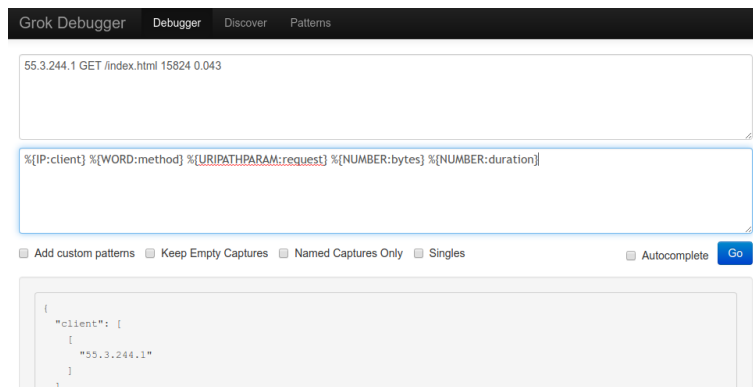 Grok Debugger Debugger Discover Patterns
55.3.244.1 GET /index.html 15824 0.043
%{IP:client} %{WORD:method} %{URIPATHPARAM:request} %{NUMBER:bytes} %{NUMBER:duration}
Add custom patterns Keep Empty Captures Named Captures Only Singles Autocomplete Go
{
"client": [
[
"55.3.244.1"
]
]